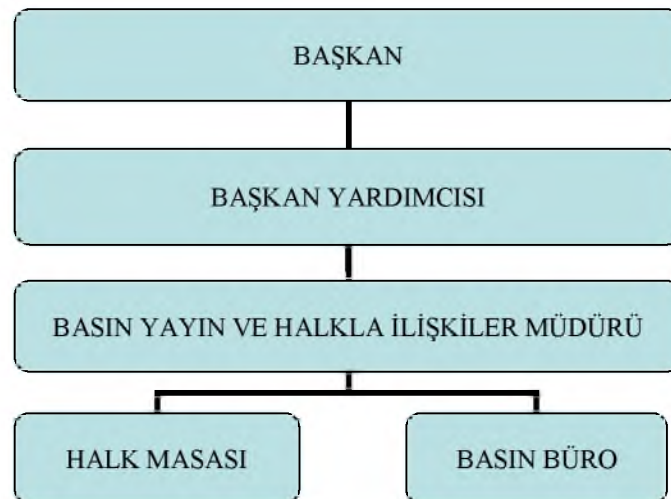 BAŞKAN
BAŞKAN YARDIMCISI
BASIN YAYIN VE HALKLA İLİŞKİLER MÜDÜRÜ
HALK MASASI
BASIN BÜRO